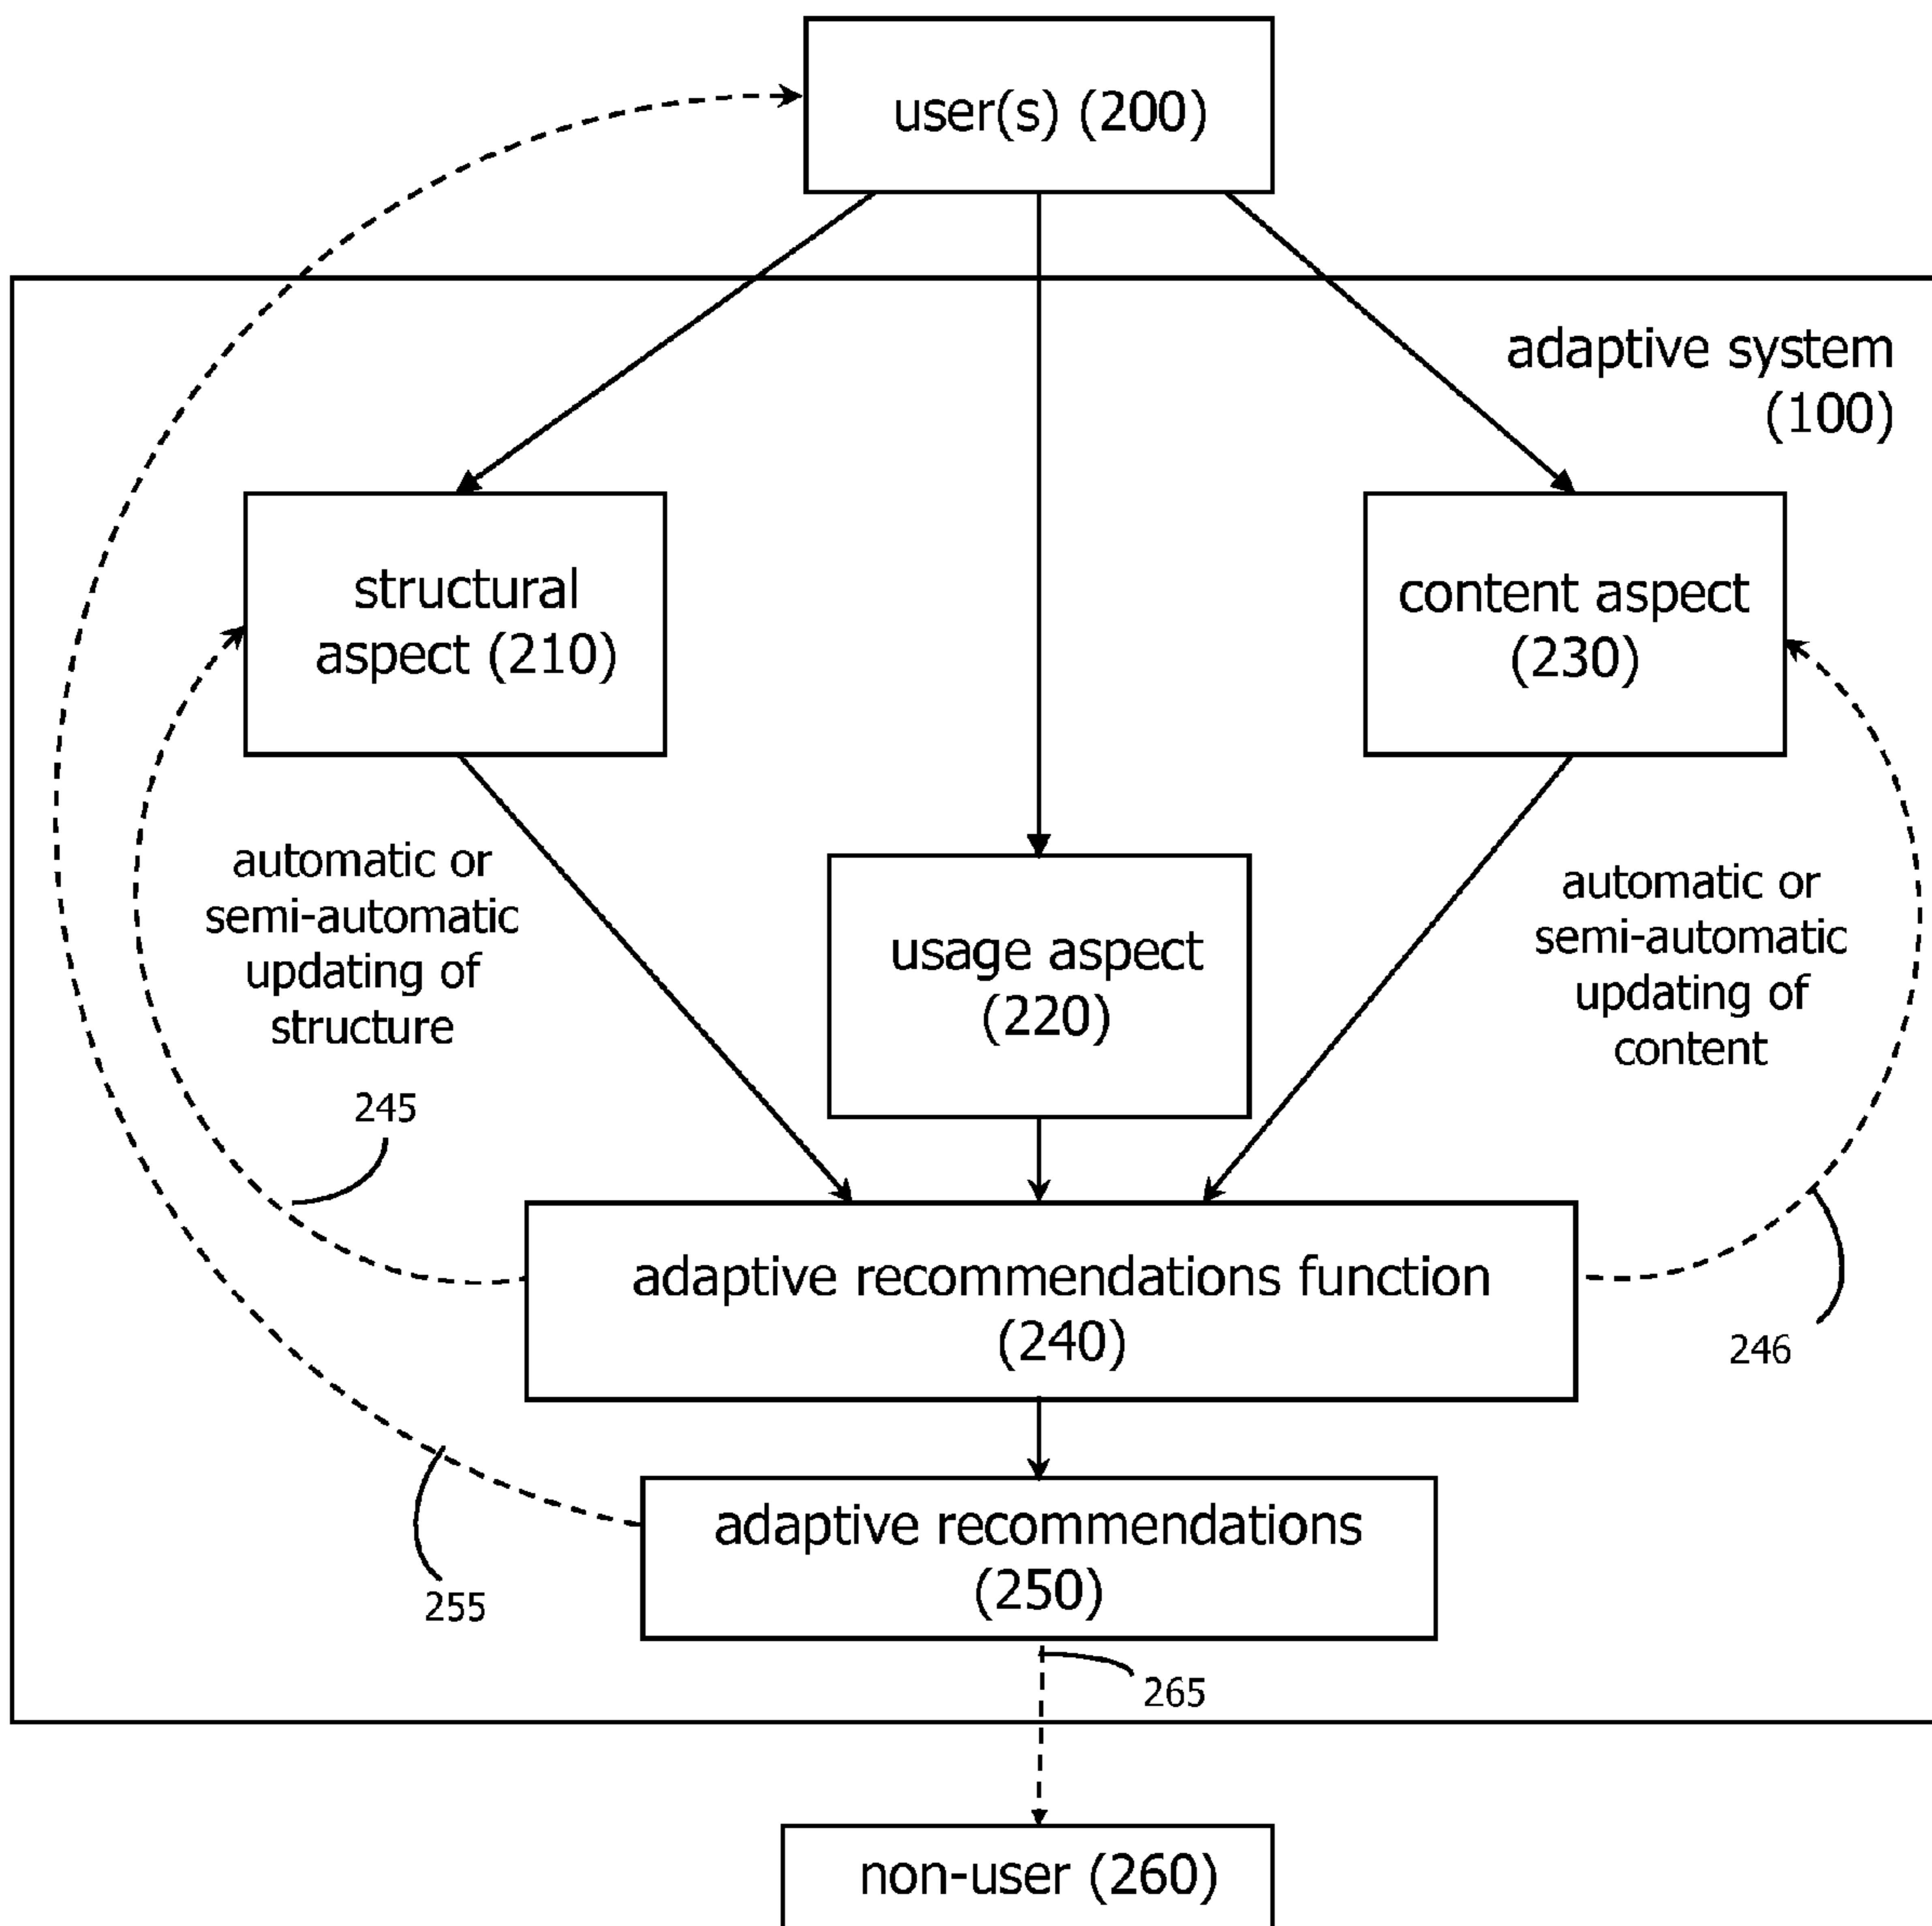 user(s) (200)
adaptive system
(100)
structural
aspect (210)
content aspect
(230)
automatic or
semi-automatic
updating of
structure
usage aspect
(220)
automatic or
semi-automatic
updating of
content
245
adaptive recommendations function
(240)
246
adaptive recommendations
(250)
255
265
non-user (260)